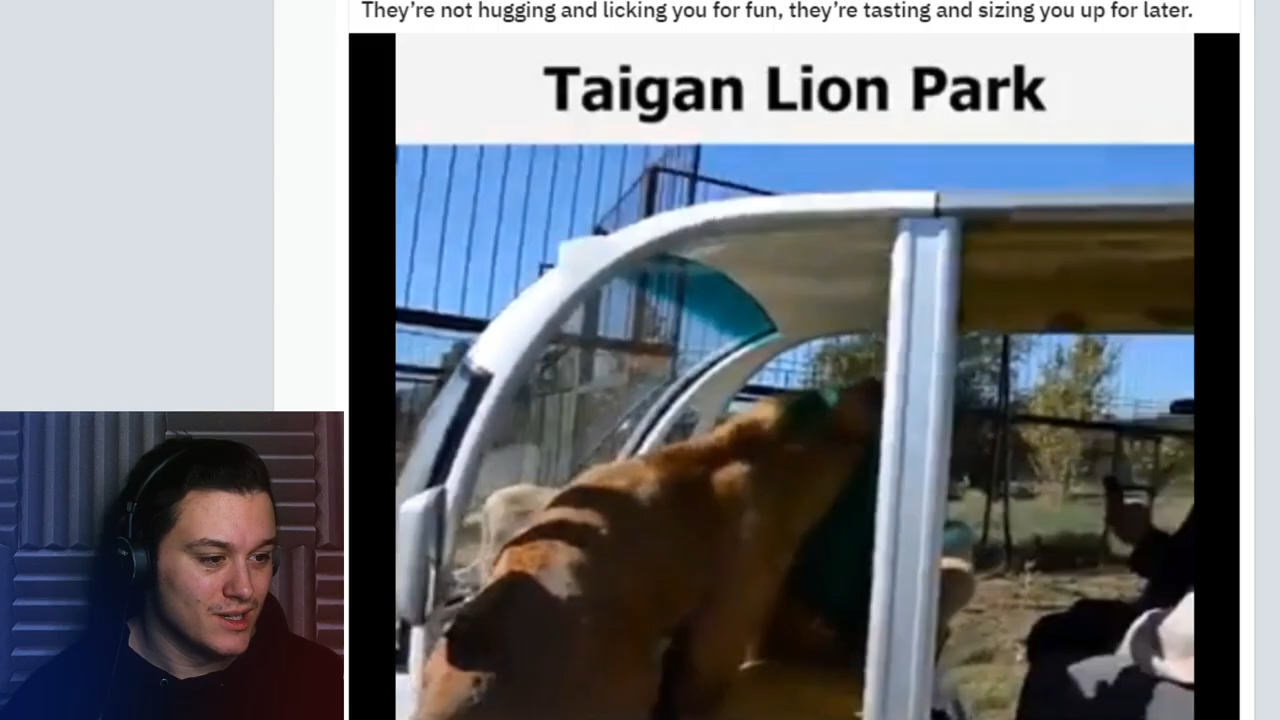 They’re not hugging and licking you for fun, they’re tasting and sizing you up for later.
Taigan Lion Park